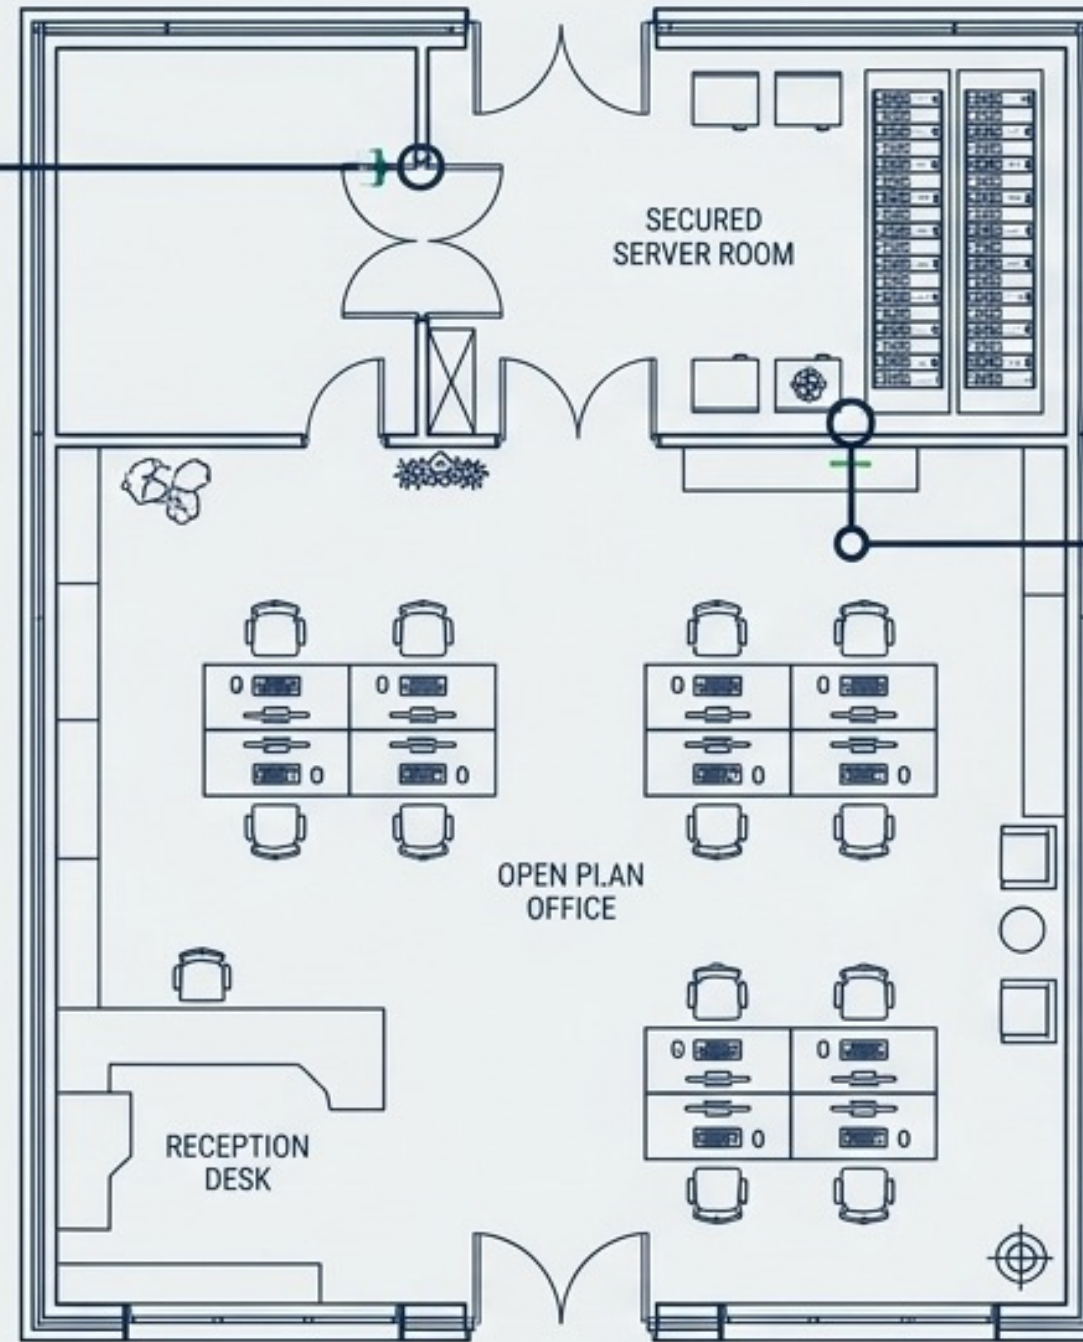 SECURED
SERVER ROOM
OPEN PI.AN
OFFICE
RECEPTION
DESK